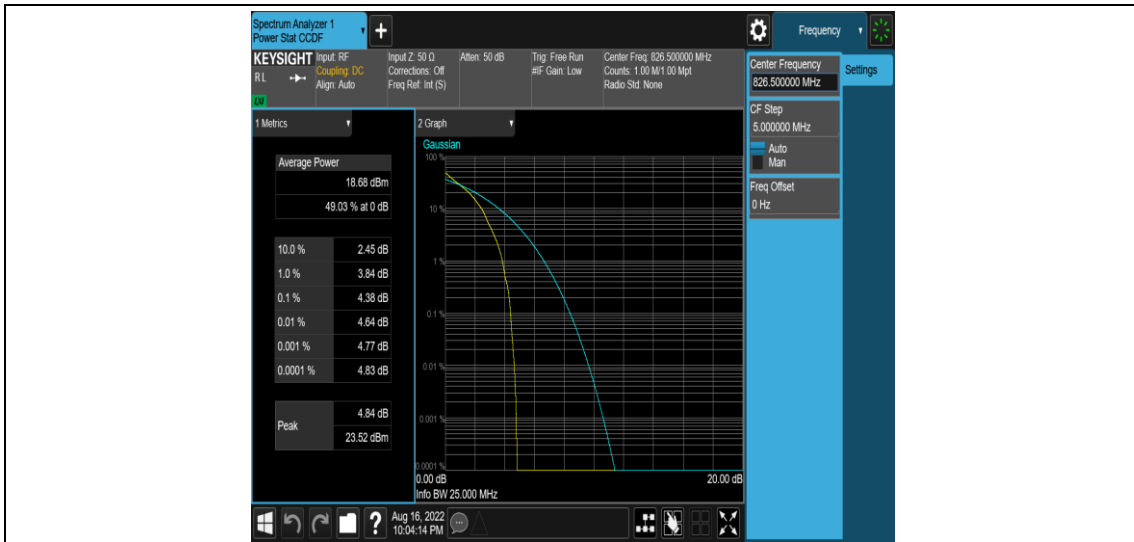 Spectrum Analyzer 1
Power Stat CCDF
Frequency
KEYSIGHT
RL
Input: RF
Coupling: DC
Align: Auto
Input Z: 50 Ω
Corrections: Off
Freq Ref: Int (S)
Atten: 50 dB
Trig: Free Run
#IF Gain: Low
Center Freq: 826.500000 MHz
Counts: 1.00 M/1.00 Mpt
Radio Std: None
1 Metrics
Average Power
18.68 dBm
49.03 % at 0 dB
10.0 % 2.45 dB
1.0 % 3.84 dB
0.1 % 4.38 dB
0.01 % 4.64 dB
0.001 % 4.77 dB
0.0001 % 4.83 dB
Peak
4.84 dB
23.52 dBm
2 Graph
Gaussian
100 %
10 %
1 %
0.1 %
0.01 %
0.001 %
0.0001 %
0.00 dB 20.00 dB
Info BW 25.000 MHz
Center Frequency
826.500000 MHz
Settings
CF Step
5.000000 MHz
Auto
Man
Freq Offset
0 Hz
?
Aug 16, 2022
10:04:14 PM